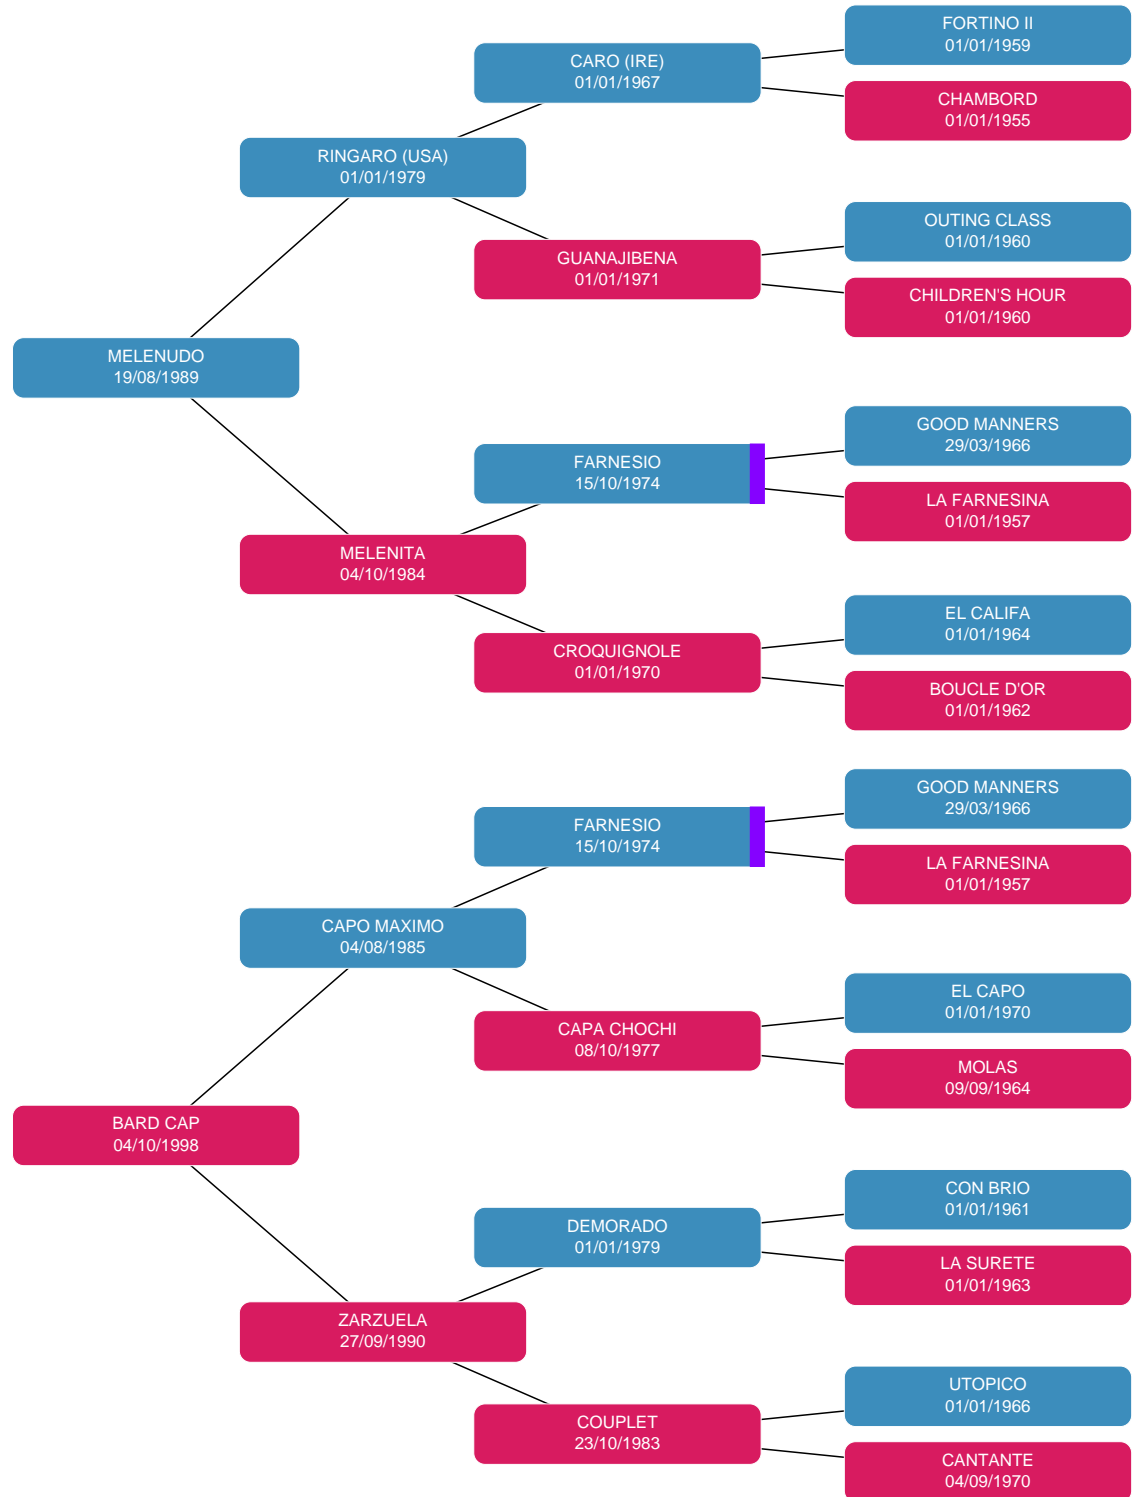 FORTINO II
01/01/1959
CARO (IRE)
01/01/1967
CHAMBORD
01/01/1955
RINGARO (USA)
01/01/1979
OUTING CLASS
01/01/1960
GUANAJIBENA
01/01/1971
CHILDREN'S HOUR
01/01/1960
MELENUDO
19/08/1989
GOOD MANNERS
29/03/1966
FARNESIO
15/10/1974
LA FARNESINA
01/01/1957
MELENITA
04/10/1984
EL CALIFA
01/01/1964
CROQUIGNOLE
01/01/1970
BOUCLE D'OR
01/01/1962
GOOD MANNERS
29/03/1966
FARNESIO
15/10/1974
LA FARNESINA
01/01/1957
CAPO MAXIMO
04/08/1985
EL CAPO
01/01/1970
CAPA CHOCHI
08/10/1977
MOLAS
09/09/1964
BARD CAP
04/10/1998
CON BRIO
01/01/1961
DEMORADO
01/01/1979
LA SURETE
01/01/1963
ZARZUELA
27/09/1990
UTOPICO
01/01/1966
COUPLET
23/10/1983
CANTANTE
04/09/1970